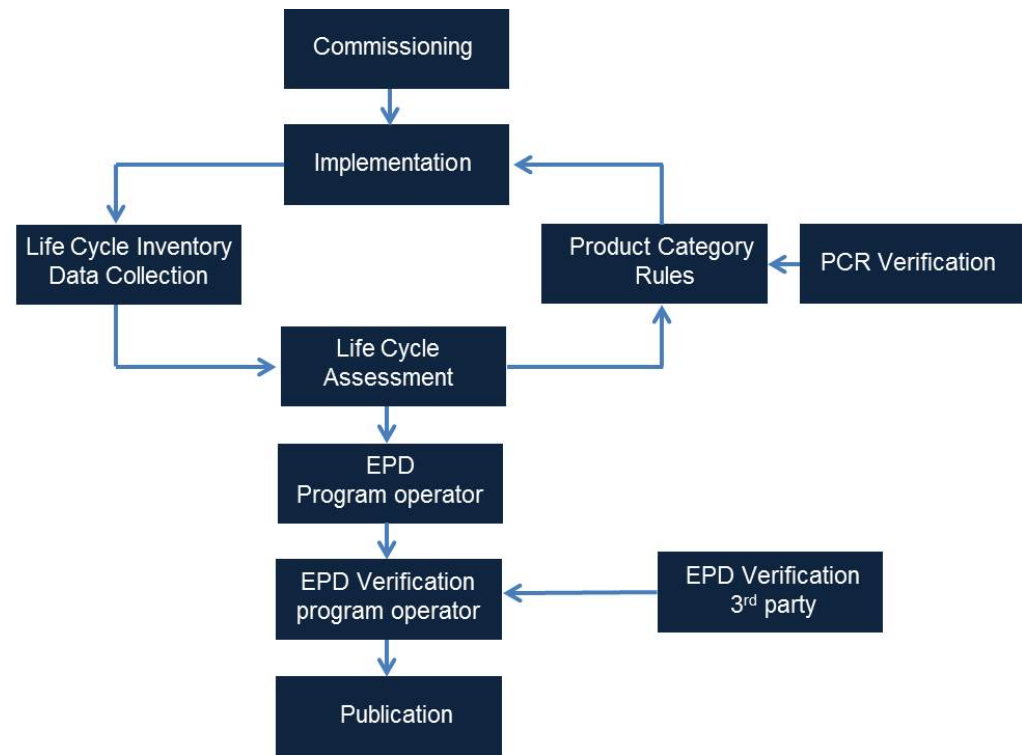 Commissioning
Implementation
Life Cycle Inventory
Data Collection
Product Category
Rules
PCR Verification
Life Cycle
Assessment
EPD
Program operator
EPD Verification
program operator
EPD Verification
3rd party
Publication